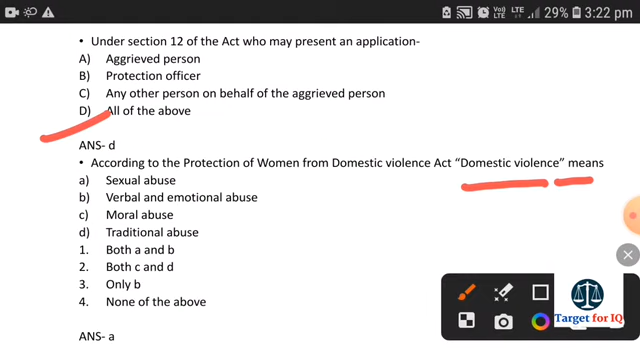 Voi) LTE LTE 29% 3:22 pm
• Under section 12 of the Act who may present an application-
A) Aggrieved person
B) Protection officer
C) Any other person on behalf of the aggrieved person
D) All of the above
ANS- d
• According to the Protection of Women from Domestic violence Act “Domestic violence” means
a) Sexual abuse
b) Verbal and emotional abuse
c) Moral abuse
d) Traditional abuse
1. Both a and b
2. Both c and d
3. Only b
4. None of the above
ANS- a
Target for IQ